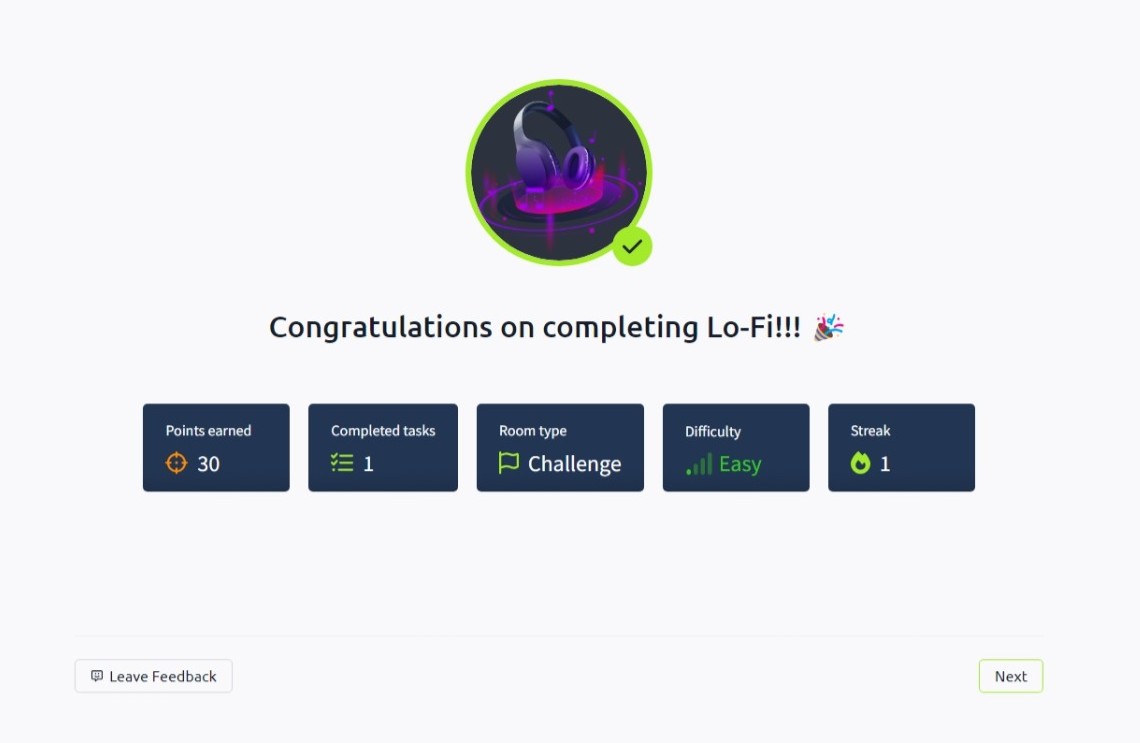 Congratulations on completing Lo-Fi!!! 🎉
Points earned
30
Completed tasks
1
Room type
Challenge
Difficulty
Easy
Streak
1
Leave Feedback
Next